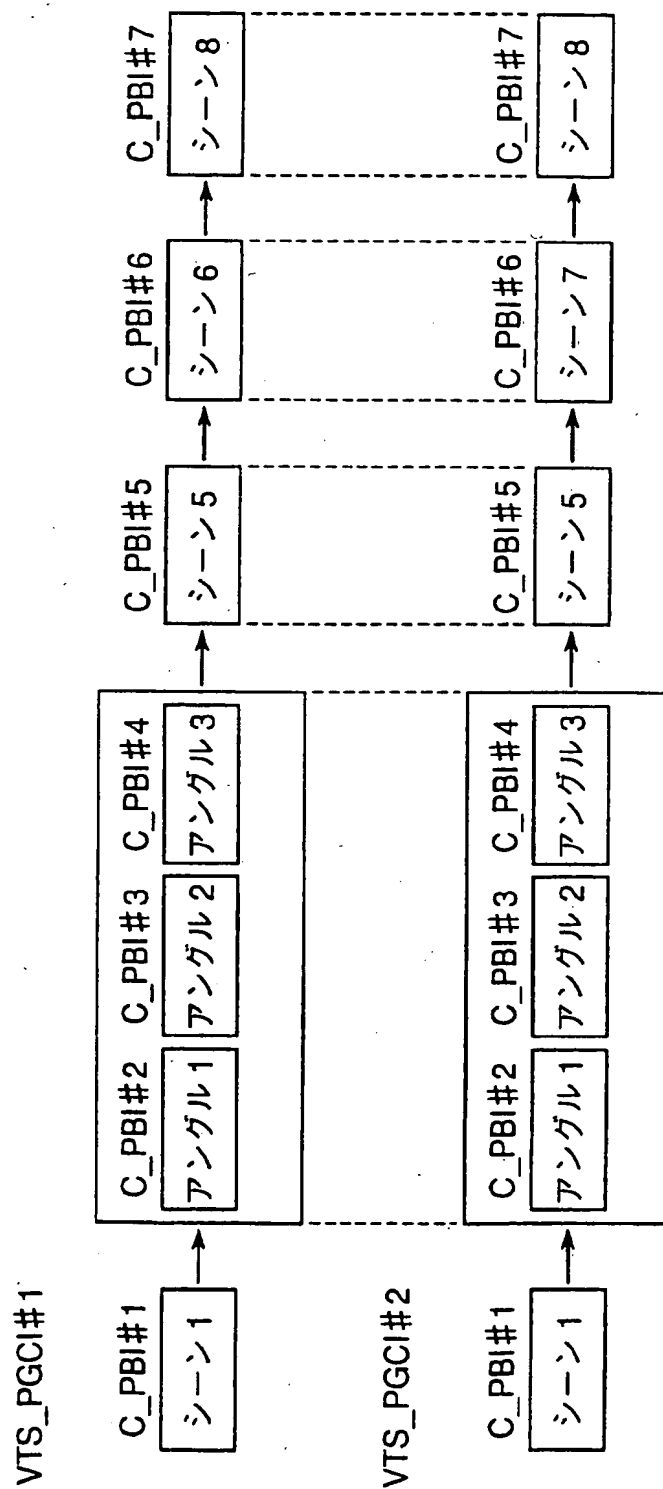 VTS_PGCI#1
C_PBI#1
シーン1
C_PBI#2
アングル1
C_PBI#3
アングル2
C_PBI#4
アングル3
C_PBI#5
シーン5
C_PBI#6
シーン6
C_PBI#7
シーン8
VTS_PGCI#2
C_PBI#1
シーン1
C_PBI#2
アングル1
C_PBI#3
アングル2
C_PBI#4
アングル3
C_PBI#5
シーン5
C_PBI#6
シーン7
C_PBI#7
シーン8